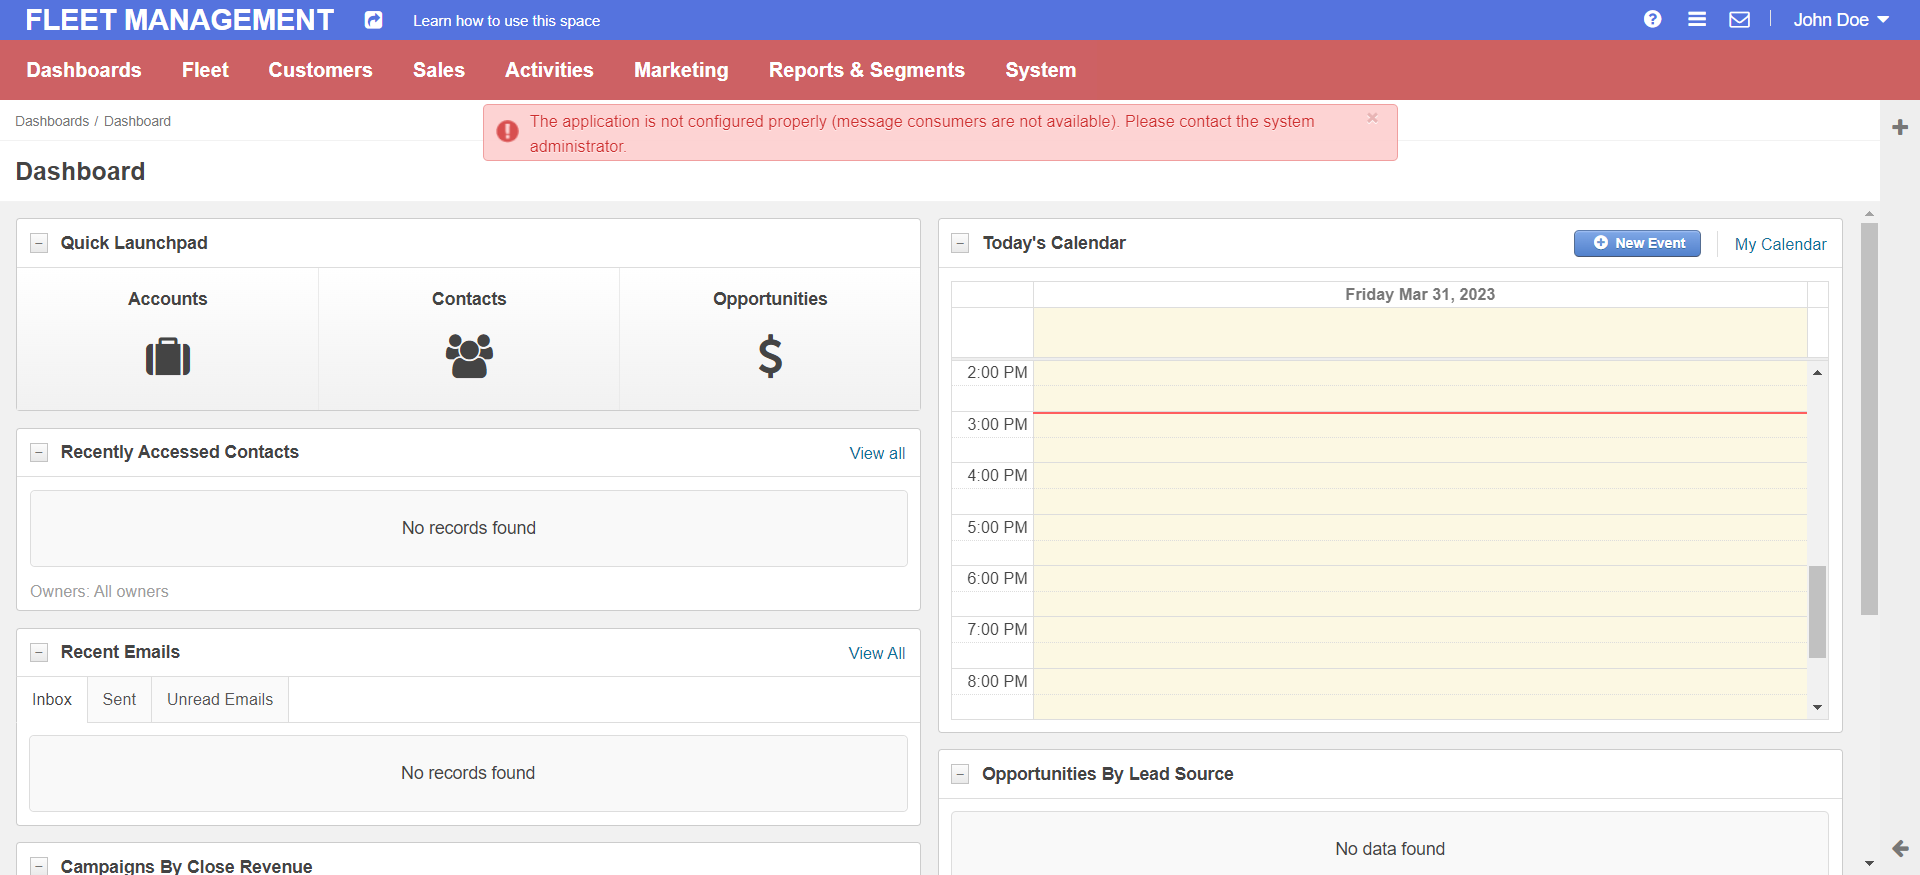 FLEET MANAGEMENT
Learn how to use this space
John Doe
Dashboards
Fleet
Customers
Sales
Activities
Marketing
Reports & Segments
System
Dashboards / Dashboard
The application is not configured properly (message consumers are not available). Please contact the system
administrator.
×
Dashboard
Quick Launchpad
Accounts
Contacts
Opportunities
Recently Accessed Contacts
View all
No records found
Owners: All owners
Recent Emails
View All
Inbox
Sent
Unread Emails
No records found
Campaigns By Close Revenue
Today's Calendar
New Event
My Calendar
Friday Mar 31, 2023
2:00 PM
3:00 PM
4:00 PM
5:00 PM
6:00 PM
7:00 PM
8:00 PM
Opportunities By Lead Source
No data found